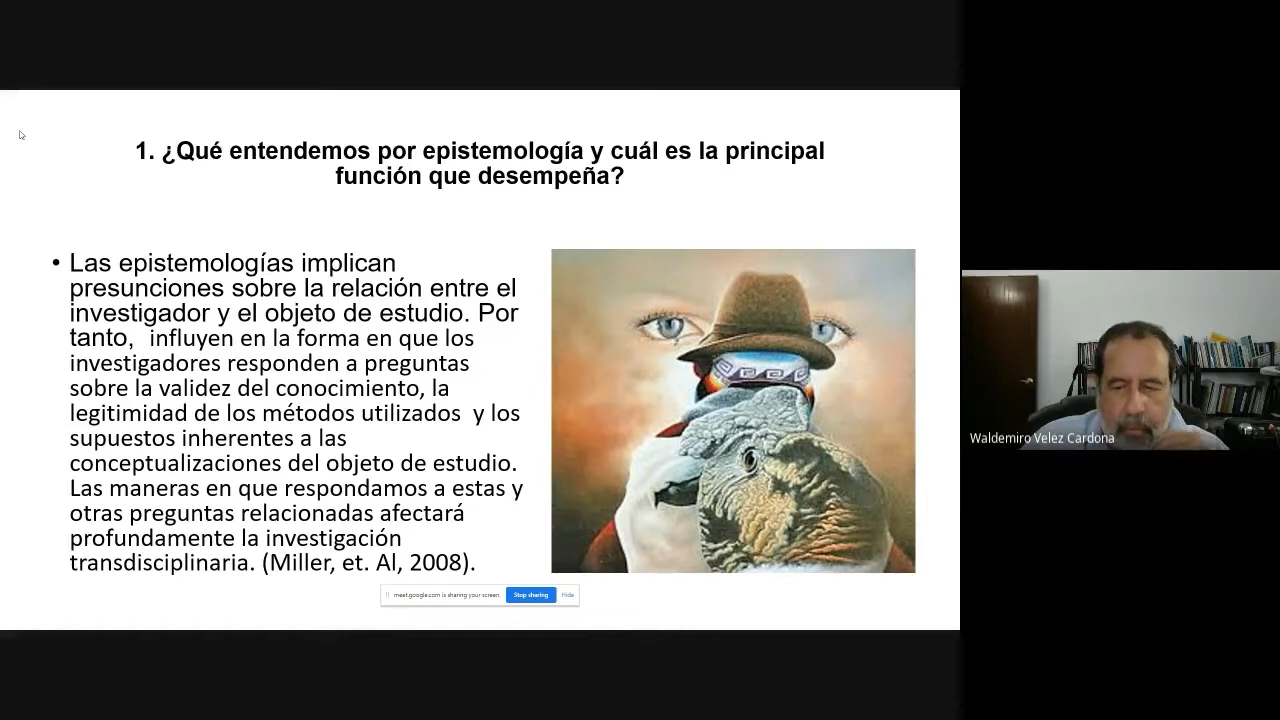 1. ¿Qué entendemos por epistemología y cuál es la principal
función que desempeña?
• Las epistemologías implican
presunciones sobre la relación entre el
investigador y el objeto de estudio. Por
tanto,  influyen en la forma en que los
investigadores responden a preguntas
sobre la validez del conocimiento, la
legitimidad de los métodos utilizados  y los
supuestos inherentes a las
conceptualizaciones del objeto de estudio.
Las maneras en que respondamos a estas y
otras preguntas relacionadas afectará
profundamente la investigación
transdisciplinaria. (Miller, et. Al, 2008).
meet.google.com is sharing your screen. Stop sharing Hide
Waldemiro Velez Cardona